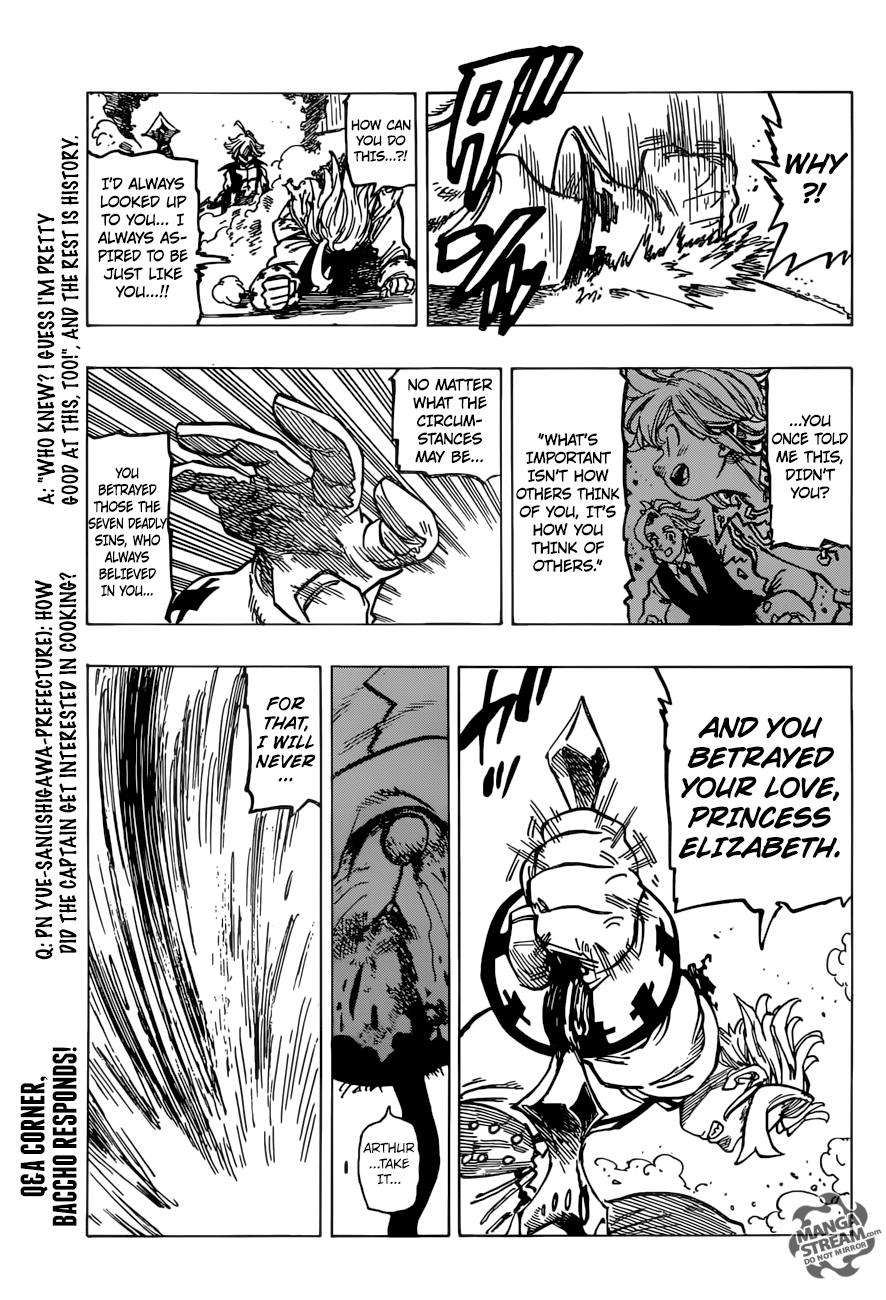 WHY
?!
HOW CAN
YOU DO
THIS...?!
I'D ALWAYS
LOOKED UP
TO YOU... I
ALWAYS AS-
PIRED TO BE
JUST LIKE
YOU...!!
...YOU
ONCE TOLD
ME THIS,
DIDN'T
YOU?
"WHAT'S
IMPORTANT
ISN'T HOW
OTHERS THINK
OF YOU, IT'S
HOW YOU
THINK OF
OTHERS."
NO MATTER
WHAT THE
CIRCUM-
STANCES
MAY BE...
YOU
BETRAYED
THOSE THE
SEVEN DEADLY
SINS, WHO
ALWAYS
BELIEVED
IN YOU...
AND YOU
BETRAYED
YOUR LOVE,
PRINCESS
ELIZABETH.
ARTHUR
...TAKE
IT...
FOR
THAT,
I WILL
NEVER
...
Q&A CORNER,
BACCHO RESPONDS!
Q: PN YUE-SAN(ISHIGAWA-PREFECTURE): HOW
DID THE CAPTAIN GET INTERESTED IN COOKING?
A: "WHO KNEW? I GUESS I'M PRETTY
GOOD AT THIS, TOO!", AND THE REST IS HISTORY.
MANGA
STREAM.com
DO NOT MIRROR